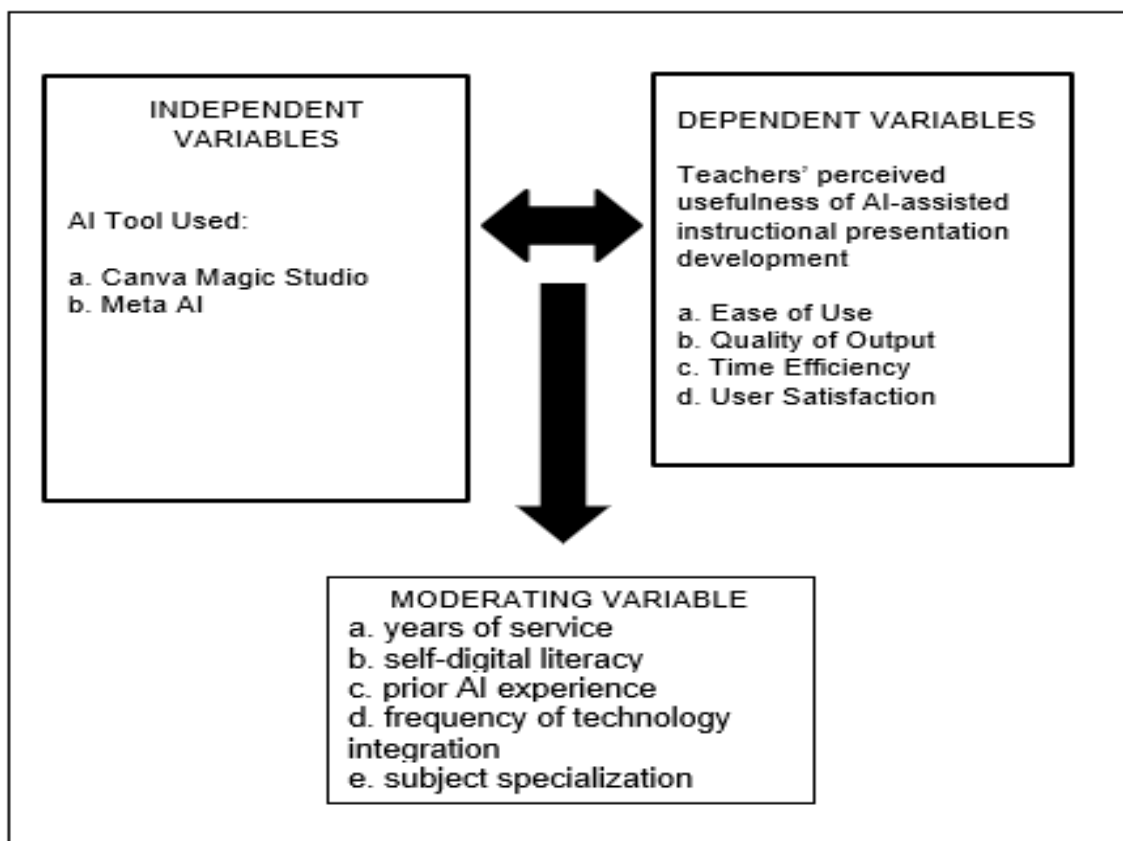 INDEPENDENT
VARIABLES
AI Tool Used:
a. Canva Magic Studio
b. Meta AI
DEPENDENT VARIABLES
Teachers' perceived
usefulness of AI-assisted
instructional presentation
development
a. Ease of Use
b. Quality of Output
c. Time Efficiency
d. User Satisfaction
MODERATING VARIABLE
a. years of service
b. self-digital literacy
c. prior AI experience
d. frequency of technology
integration
e. subject specialization